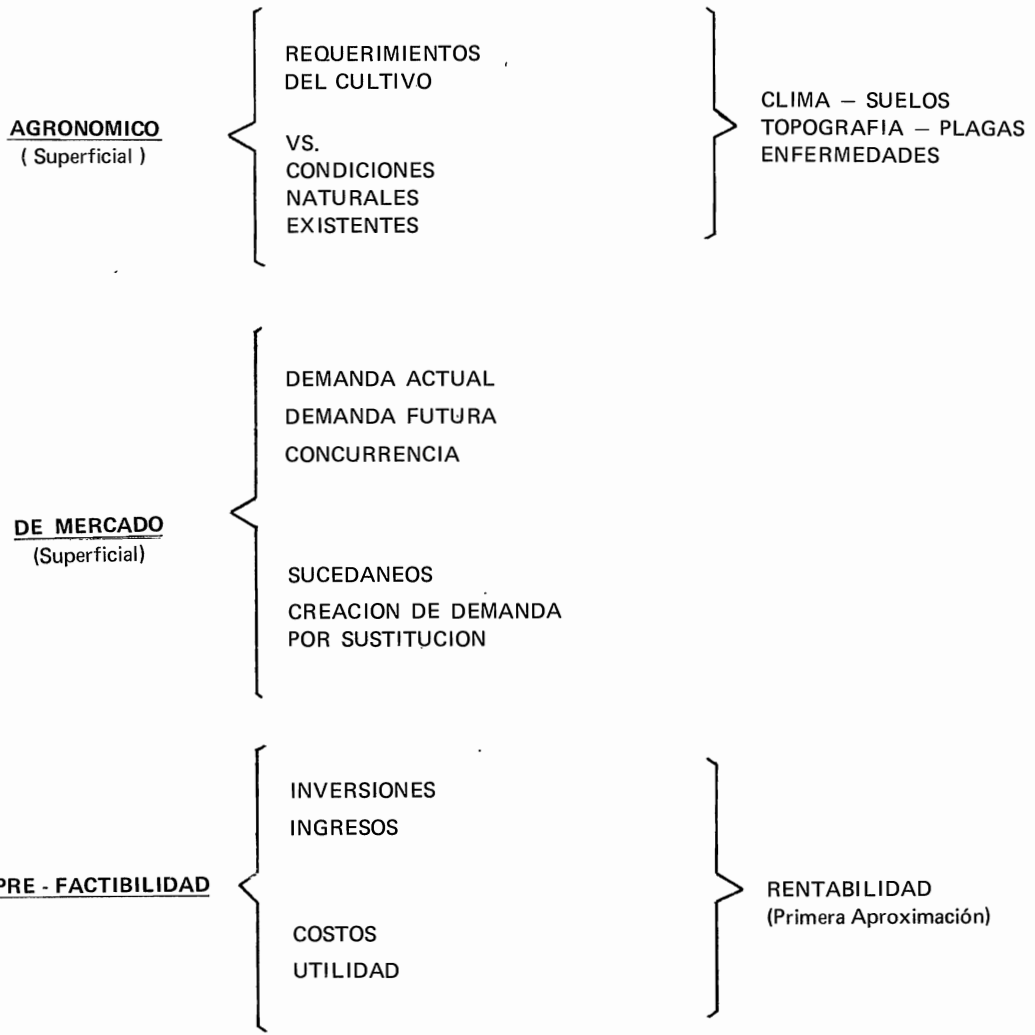 AGRONOMICO
( Superficial )
REQUERIMIENTOS
DEL CULTIVO
VS.
CONDICIONES
NATURALES
EXISTENTES
CLIMA – SUELOS
TOPOGRAFIA – PLAGAS
ENFERMEDADES
DE MERCADO
(Superficial)
DEMANDA ACTUAL
DEMANDA FUTURA
CONCURRENCIA
SUCEDANEOS
CREACION DE DEMANDA
POR SUSTITUCION
PRE - FACTIBILIDAD
INVERSIONES
INGRESOS
COSTOS
UTILIDAD
RENTABILIDAD
(Primera Aproximación)